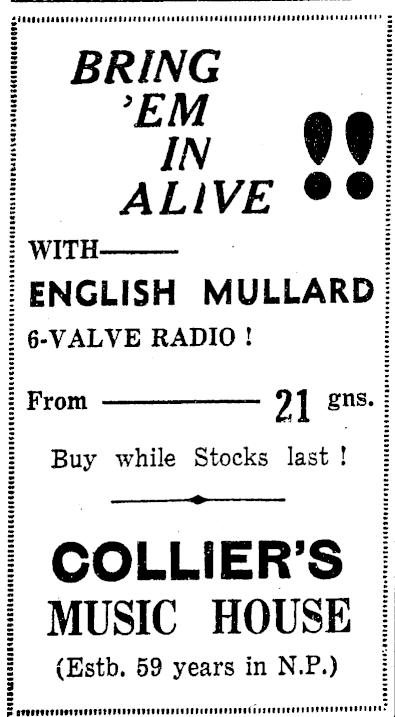 BRING
'EM
IN
ALIVE !!
WITH——
ENGLISH MULLARD
6-VALVE RADIO !
From ——— 21 gns.
Buy while Stocks last !
COLLIER'S
MUSIC HOUSE
(Estb. 59 years in N.P.)